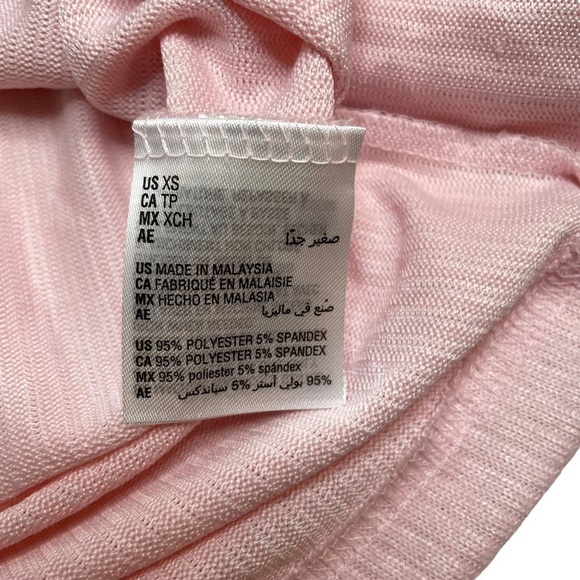 US XS
CA TP
MX XCH
AE صغير جدًا
US MADE IN MALAYSIA
CA FABRIQUÉ EN MALAISIE
MX HECHO EN MALASIA
AE صُنع في ماليزيا
US 95% POLYESTER 5% SPANDEX
CA 95% POLYESTER 5% SPANDEX
MX 95% poliester 5% spándex
AE 95% بولي أستر 5% سباندكس